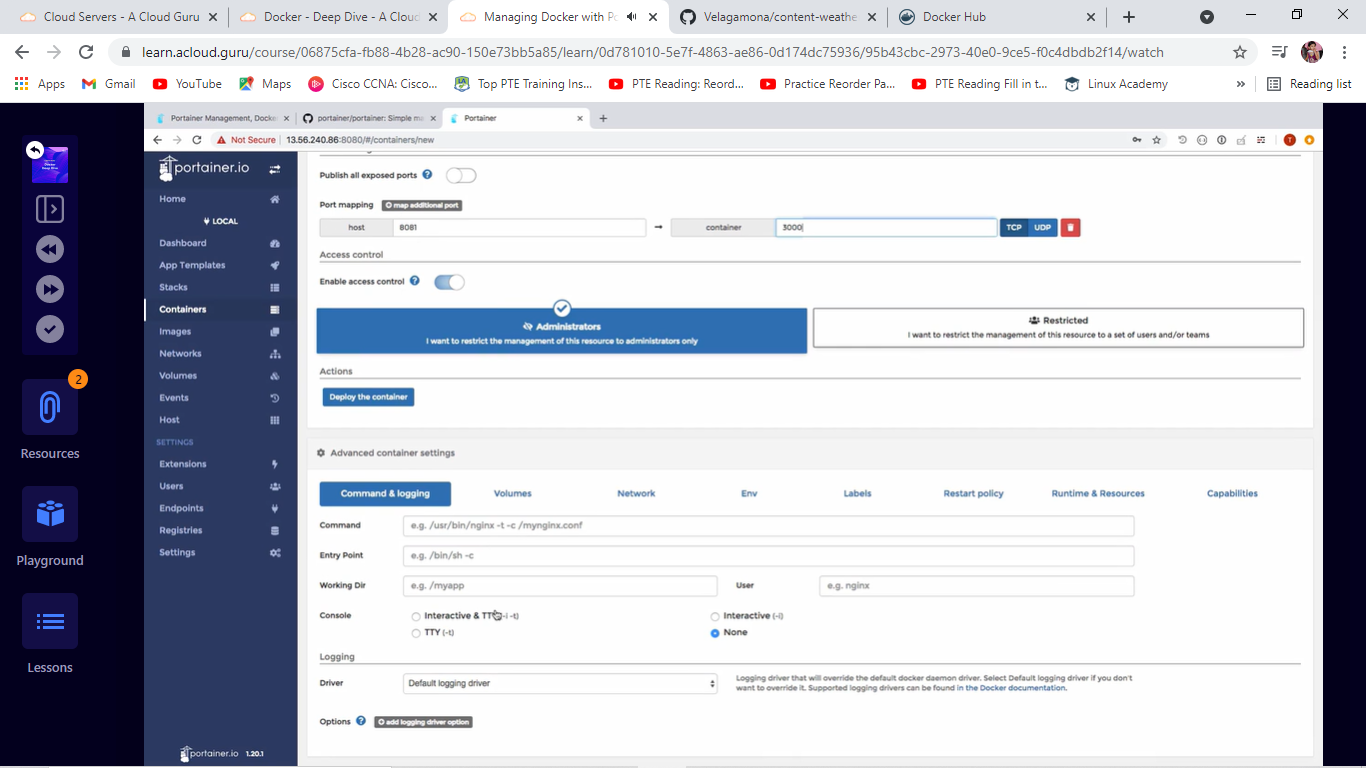 Cloud Servers - A Cloud Guru
Docker - Deep Dive - A Cloud
Managing Docker with Po
Velagamona/content-weathe
Docker Hub
learn.acloud.guru/course/06875cfa-fb88-4b28-ac90-150e73bb5a85/learn/0d781010-5e7f-4863-ae86-0d174dc75936/95b43cbc-2973-40e0-9ce5-f0c4dbdb2f14/watch
Apps
Gmail
YouTube
Maps
Cisco CCNA: Cisco...
Top PTE Training Ins...
PTE Reading: Reord...
Practice Reorder Pa...
PTE Reading Fill in t...
Linux Academy
»
Reading list
Docker
Deep Dive
2
Resources
Playground
Lessons
Portainer Management, Docke
portainer/portainer: Simple ma
Portainer
Not Secure
13.56.240.86:8080/#/containers/new
T
portainer.io
Home
LOCAL
Dashboard
App Templates
Stacks
Containers
Images
Networks
Volumes
Events
Host
SETTINGS
Extensions
Users
Endpoints
Registries
Settings
portainer.io 1.20.1
Publish all exposed ports
Port mapping
map additional port
host
8081
container
3000
TCP
UDP
Access control
Enable access control
Administrators
I want to restrict the management of this resource to administrators only
Restricted
I want to restrict the management of this resource to a set of users and/or teams
Actions
Deploy the container
Advanced container settings
Command & logging
Volumes
Network
Env
Labels
Restart policy
Runtime & Resources
Capabilities
Command
e.g. /usr/bin/nginx -t -c /mynginx.conf
Entry Point
e.g. /bin/sh -c
Working Dir
e.g. /myapp
User
e.g. nginx
Console
Interactive & TTY (-i -t)
Interactive (-i)
TTY (-t)
None
Logging
Driver
Default logging driver
Logging driver that will override the default docker daemon driver. Select Default logging driver if you don't
want to override it. Supported logging drivers can be found in the Docker documentation.
Options
add logging driver option